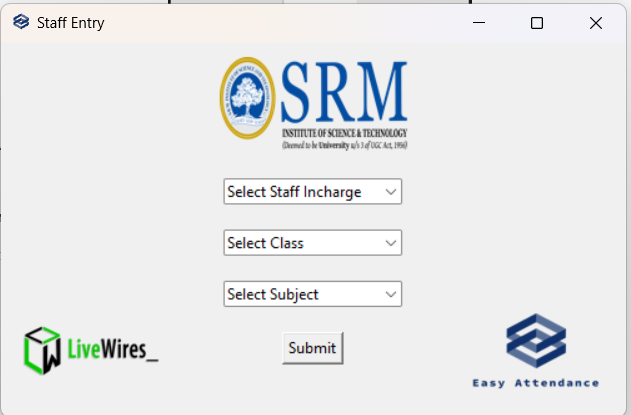 Staff Entry
SRM
INSTITUTE OF SCIENCE & TECHNOLOGY
(Deemed to be University u/s 3 of UGC Act, 1956)
Select Staff Incharge
Select Class
Select Subject
LiveWires_
Submit
Easy Attendance